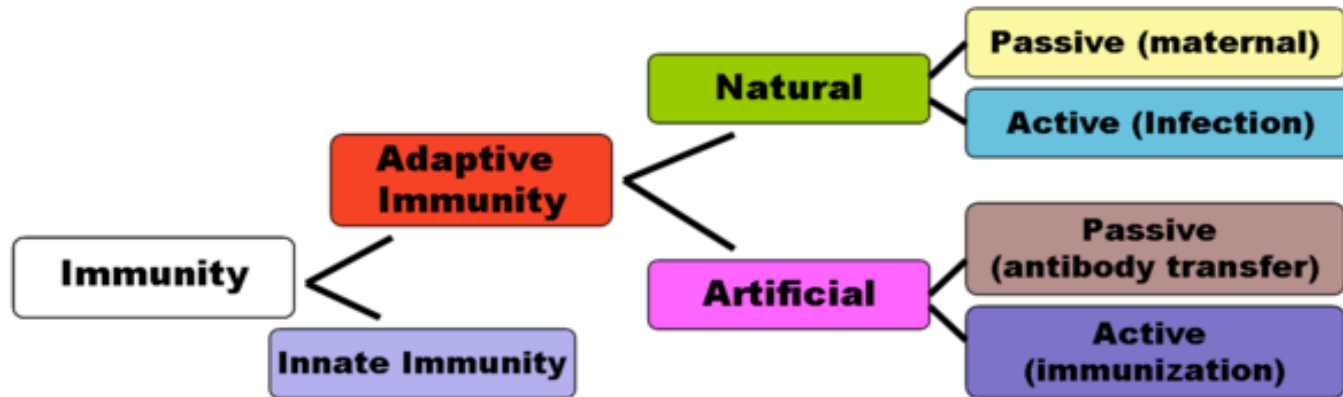 Immunity
Adaptive
Immunity
Innate Immunity
Natural
Artificial
Passive (maternal)
Active (Infection)
Passive
(antibody transfer)
Active
(immunization)